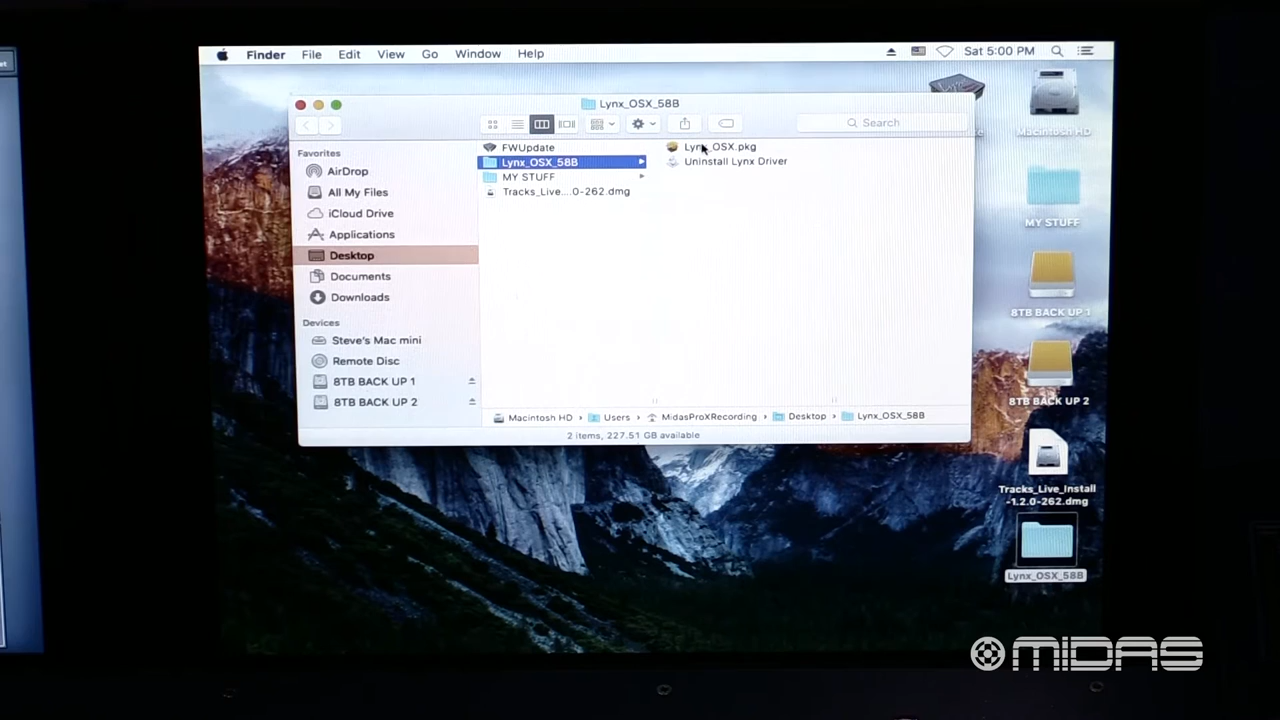 Finder File Edit View Go Window Help
Sat 5:00 PM
Lynx_OSX_58B
Search
Favorites
AirDrop
All My Files
iCloud Drive
Applications
Desktop
Documents
Downloads
Devices
Steve's Mac mini
Remote Disc
8TB BACK UP 1
8TB BACK UP 2
FWUpdate
Lynx_OSX_58B
MY STUFF
Tracks_Live....0-262.dmg
Lynx_OSX.pkg
Uninstall Lynx Driver
Macintosh HD › Users › MidasProXRecording › Desktop › Lynx_OSX_58B
2 items, 227.51 GB available
Macintosh HD
MY STUFF
8TB BACK UP 1
8TB BACK UP 2
Tracks_Live_Install
-1.2.0-262.dmg
Lynx_OSX_58B
MIDAS